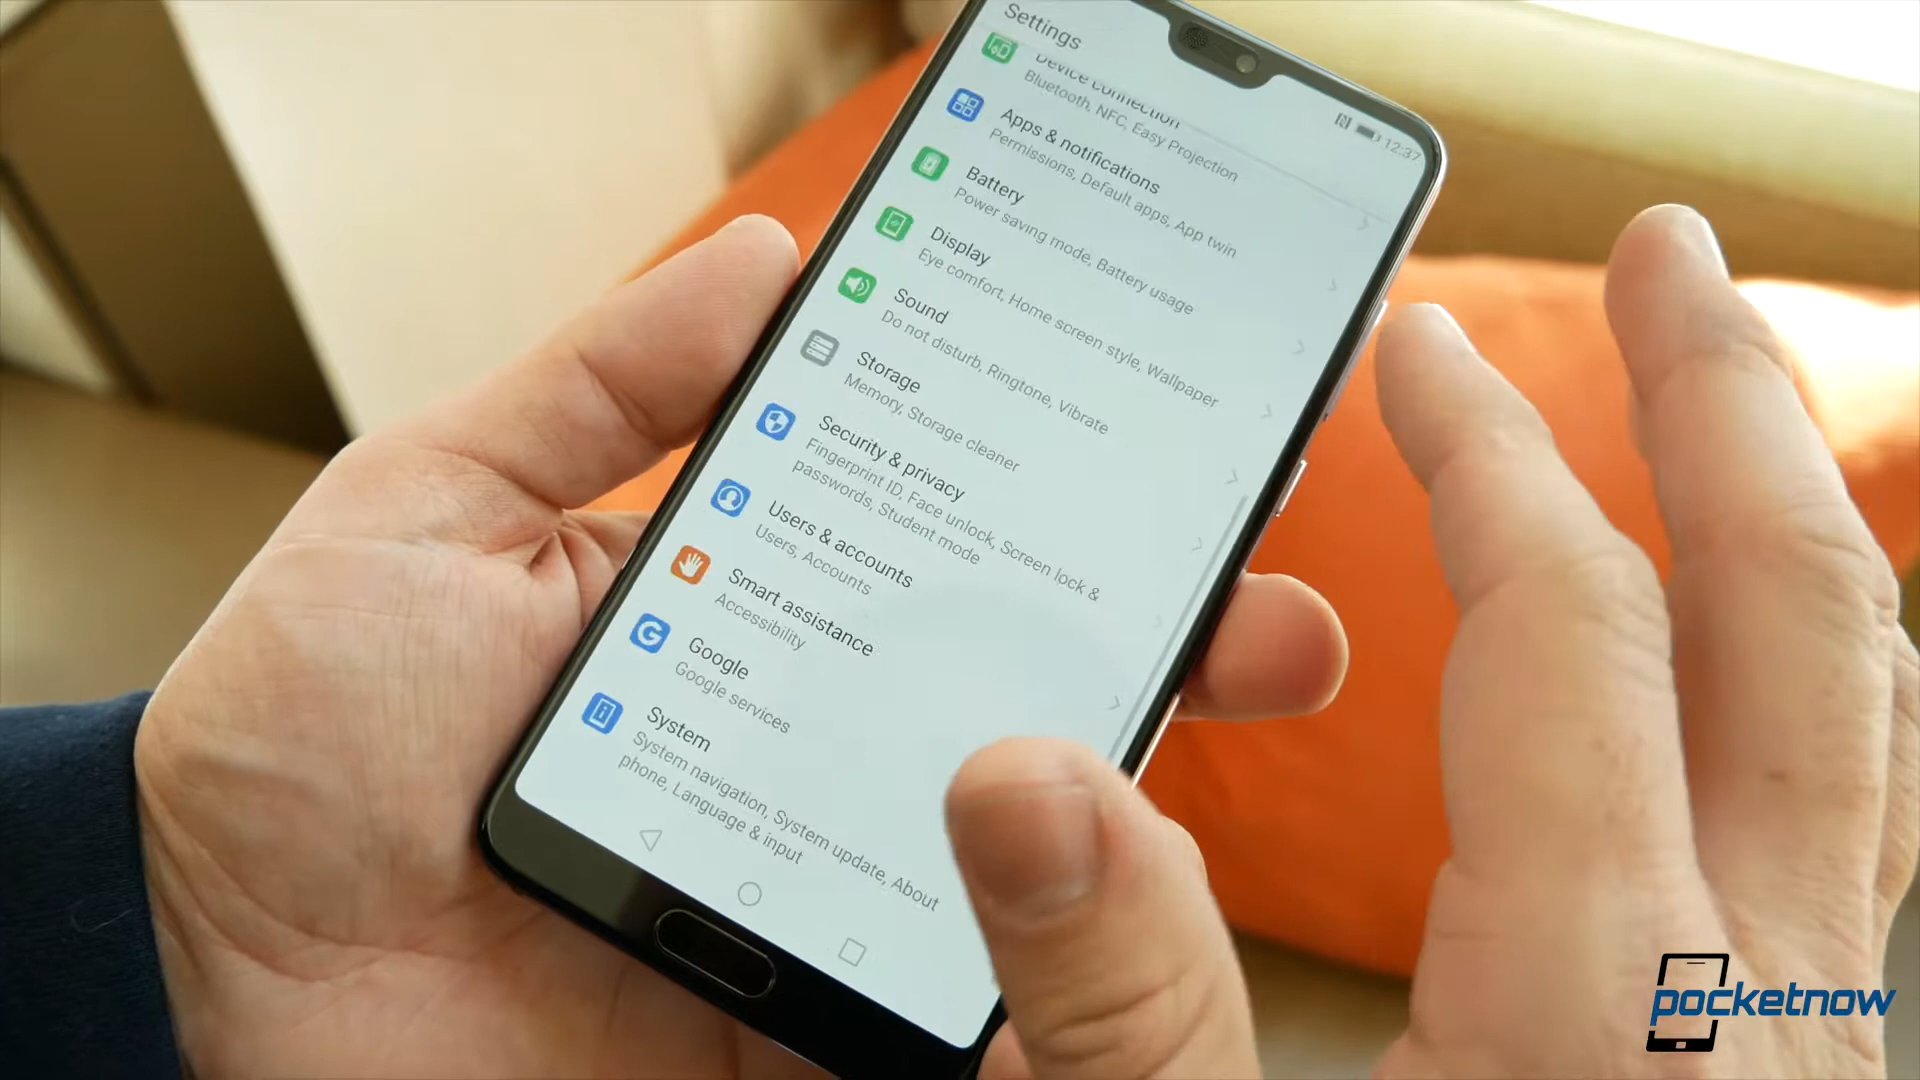 Settings
12:37
Device connection
Bluetooth, NFC, Easy Projection
Apps & notifications
Permissions, Default apps, App twin
Battery
Power saving mode, Battery usage
Display
Eye comfort, Home screen style, Wallpaper
Sound
Do not disturb, Ringtone, Vibrate
Storage
Memory, Storage cleaner
Security & privacy
Fingerprint ID, Face unlock, Screen lock &
passwords, Student mode
Users & accounts
Users, Accounts
Smart assistance
Accessibility
Google
Google services
System
System navigation, System update, About
phone, Language & input
pocketnow